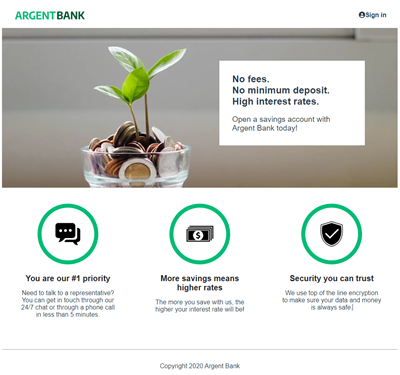 ARGENTBANK
Sign in
No fees.
No minimum deposit.
High interest rates.
Open a savings account with
Argent Bank today!
You are our #1 priority
Need to talk to a representative?
You can get in touch through our
24/7 chat or through a phone call
in less than 5 minutes.
More savings means
higher rates
The more you save with us, the
higher your interest rate will be!
Security you can trust
We use top of the line encryption
to make sure your data and money
is always safe.
Copyright 2020 Argent Bank